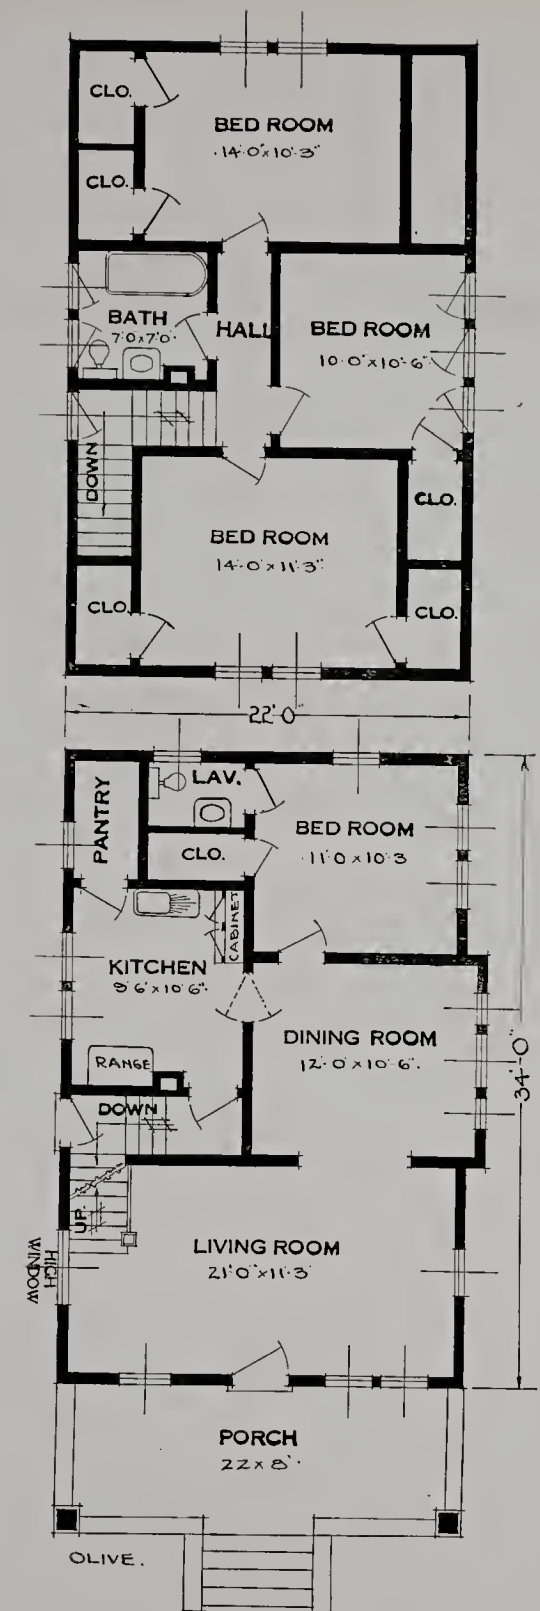 CLO.
BED ROOM
14'-0"x10'-3"
CLO.
BATH
7'0x7'0"
HALL
BED ROOM
10'-0"x10'-6"
DOWN
CLO.
BED ROOM
14'-0"x11'-3"
CLO.
CLO.
22'-0"
PANTRY
LAV.
CLO.
BED ROOM
11'-0x10'-3
CABINET
KITCHEN
9'6"x10'6"
DINING ROOM
12'-0"x10'-6"
RANGE
34'-0"
DOWN
UP.
LIVING ROOM
21'-0"x11'-3
HIGH
WINDOW
PORCH
22x8'
OLIVE.